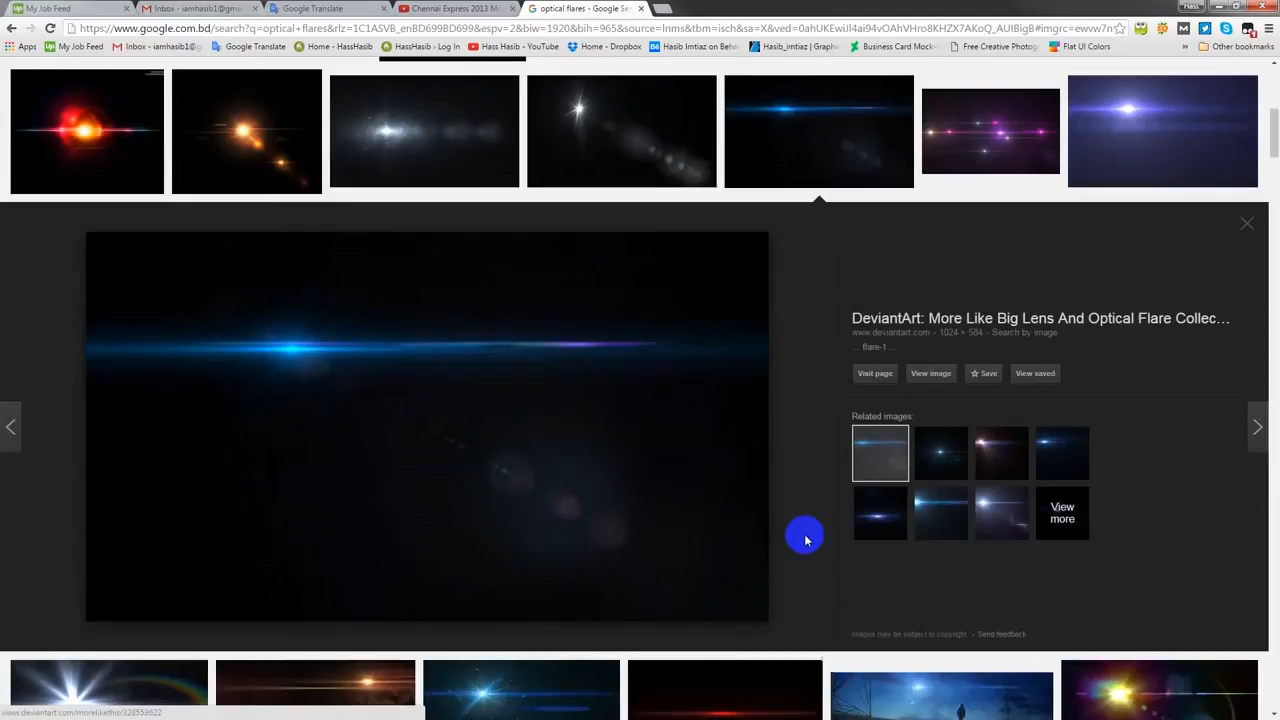 My Job Feed
Inbox - iamhasib1@gma
Google Translate
Chennai Express 2013 Mo
optical flares - Google Se
Hass
https://www.google.com.bd/search?q=optical+flares&rlz=1C1ASVB_enBD699BD699&espv=2&biw=1920&bih=965&source=lnms&tbm=isch&sa=X&ved=0ahUKEwiJl4ai94rOAhVHro8KHZX7AKoQ_AUIBigB#imgrc=ewvw7n
Apps
My Job Feed
Inbox - iamhasib1@g
Google Translate
Home - HassHasib
HassHasib ‹ Log In
Hass Hasib - YouTube
Home - Dropbox
Hasib Imtiaz on Beha
Hasib_imtiaz | Graph
Business Card Mock-
Free Creative Photog
Flat UI Colors
»
Other bookmarks
DeviantArt: More Like Big Lens And Optical Flare Collec...
www.deviantart.com - 1024 × 584 - Search by image
... flare-1 ...
Visit page
View image
Save
View saved
Related images:
View more
Images may be subject to copyright. - Send feedback
www.deviantart.com/morelikethis/328553622